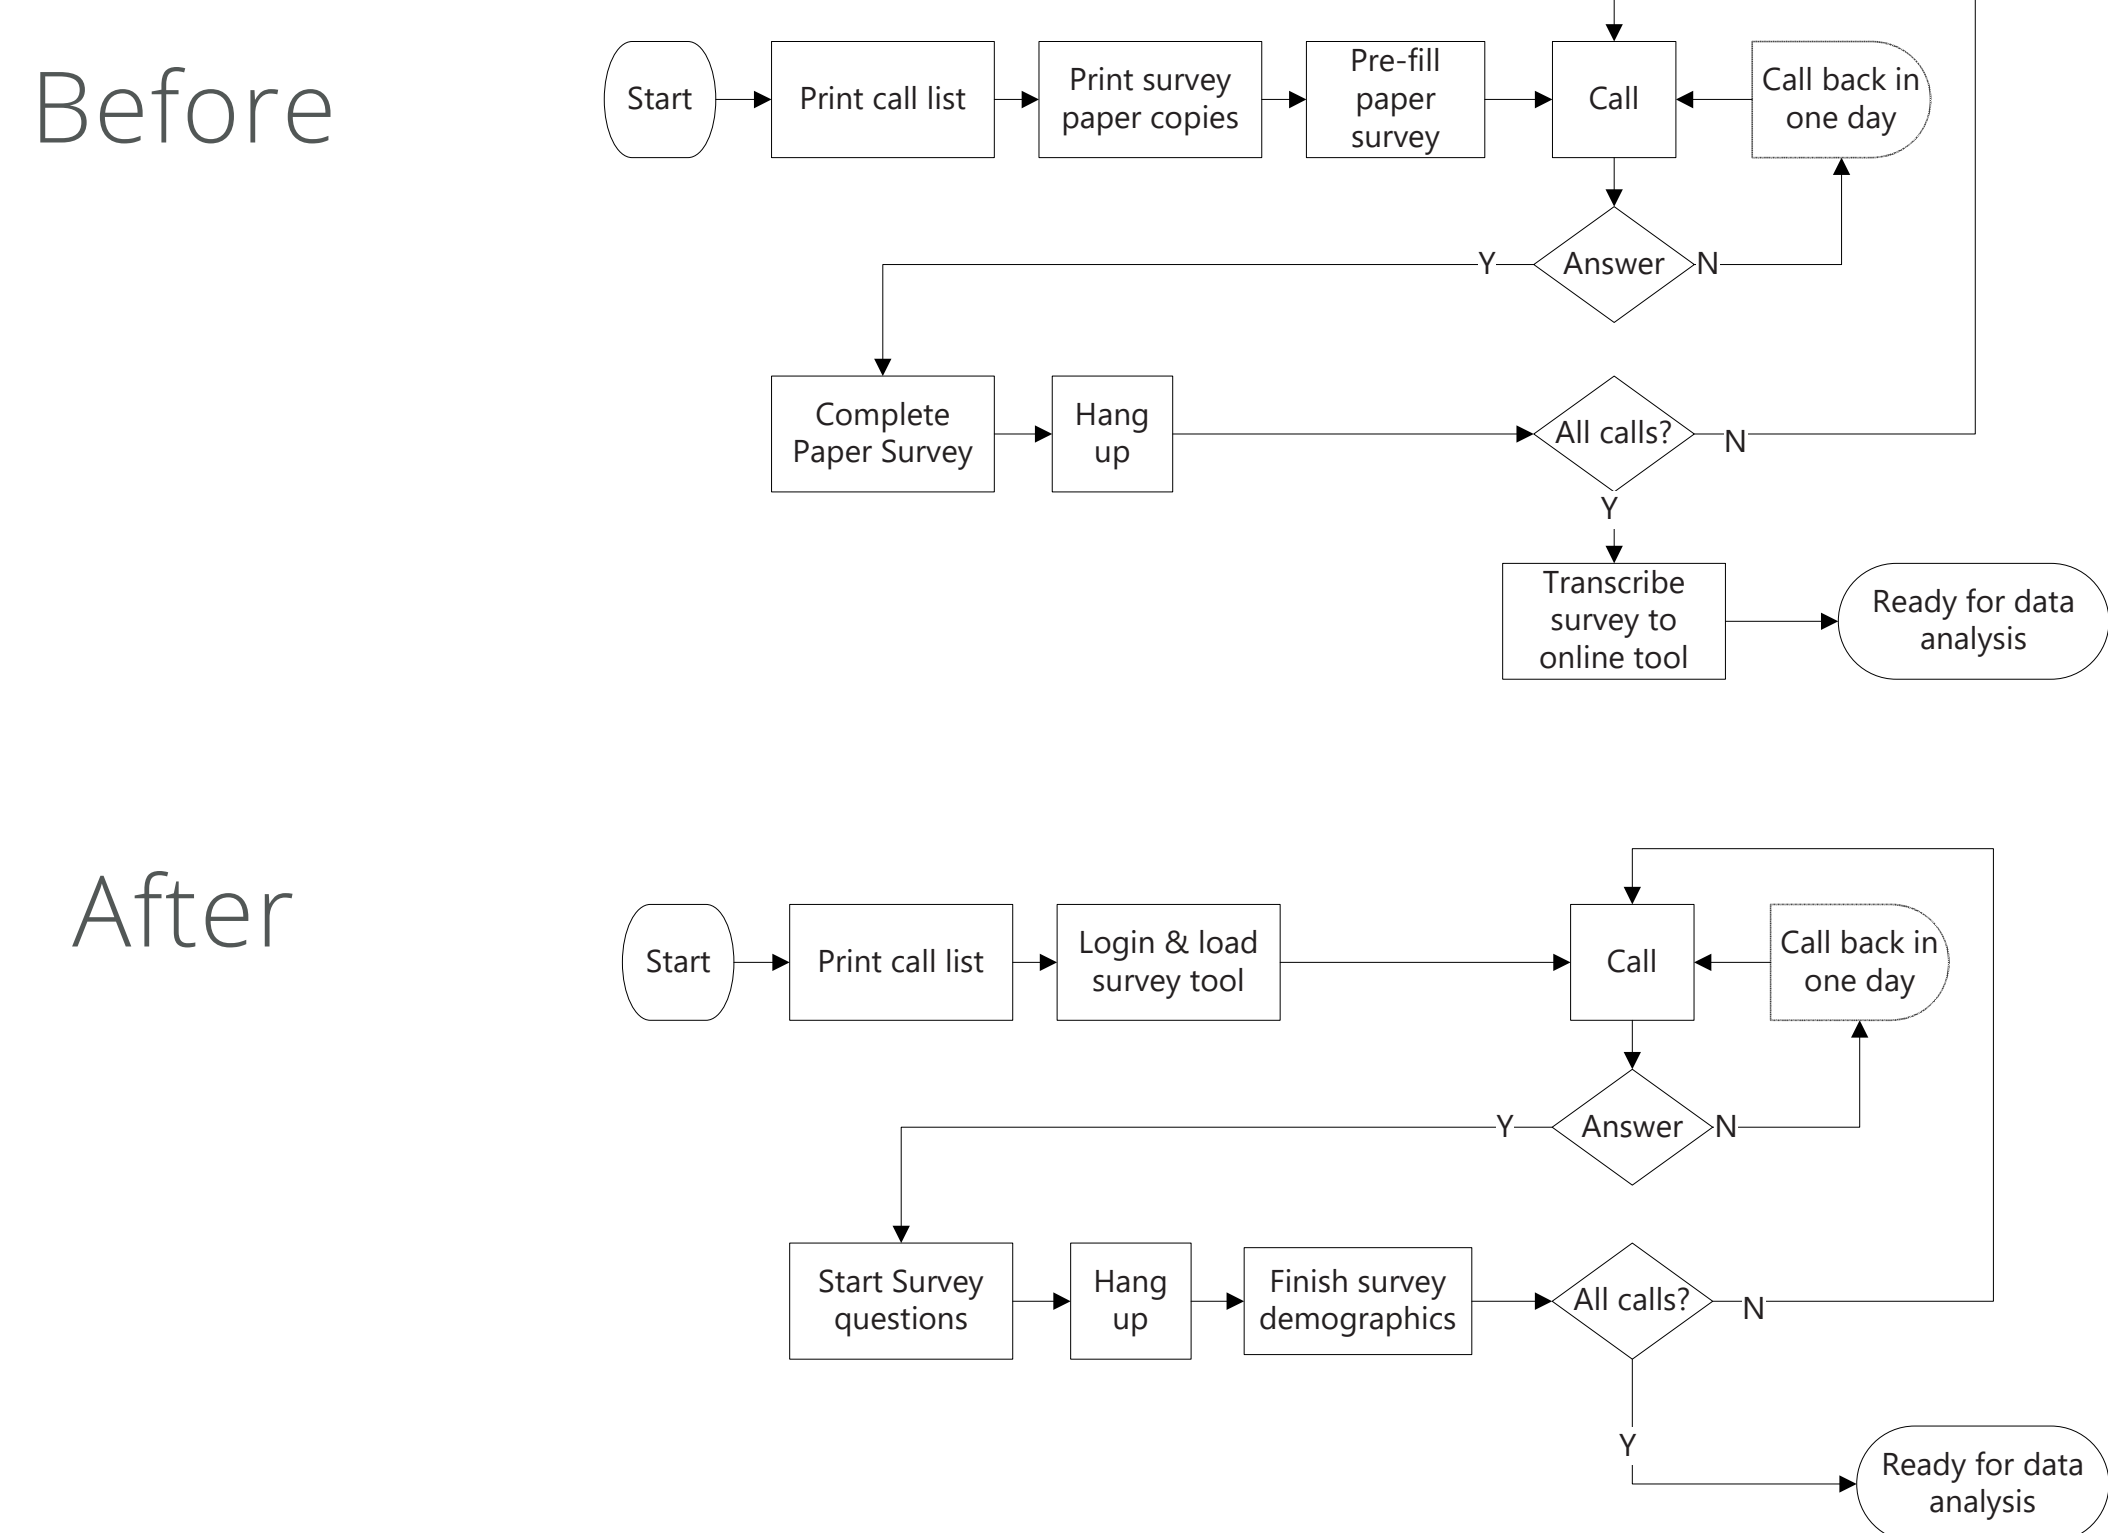 Before
Start
Print call list
Print survey
paper copies
Pre-fill
paper
survey
Call
Call back in
one day
Y
Answer
N
Complete
Paper Survey
Hang
up
All calls?
N
Y
Transcribe
survey to
online tool
Ready for data
analysis
After
Start
Print call list
Login & load
survey tool
Call
Call back in
one day
Y
Answer
N
Start Survey
questions
Hang
up
Finish survey
demographics
All calls?
N
Y
Ready for data
analysis